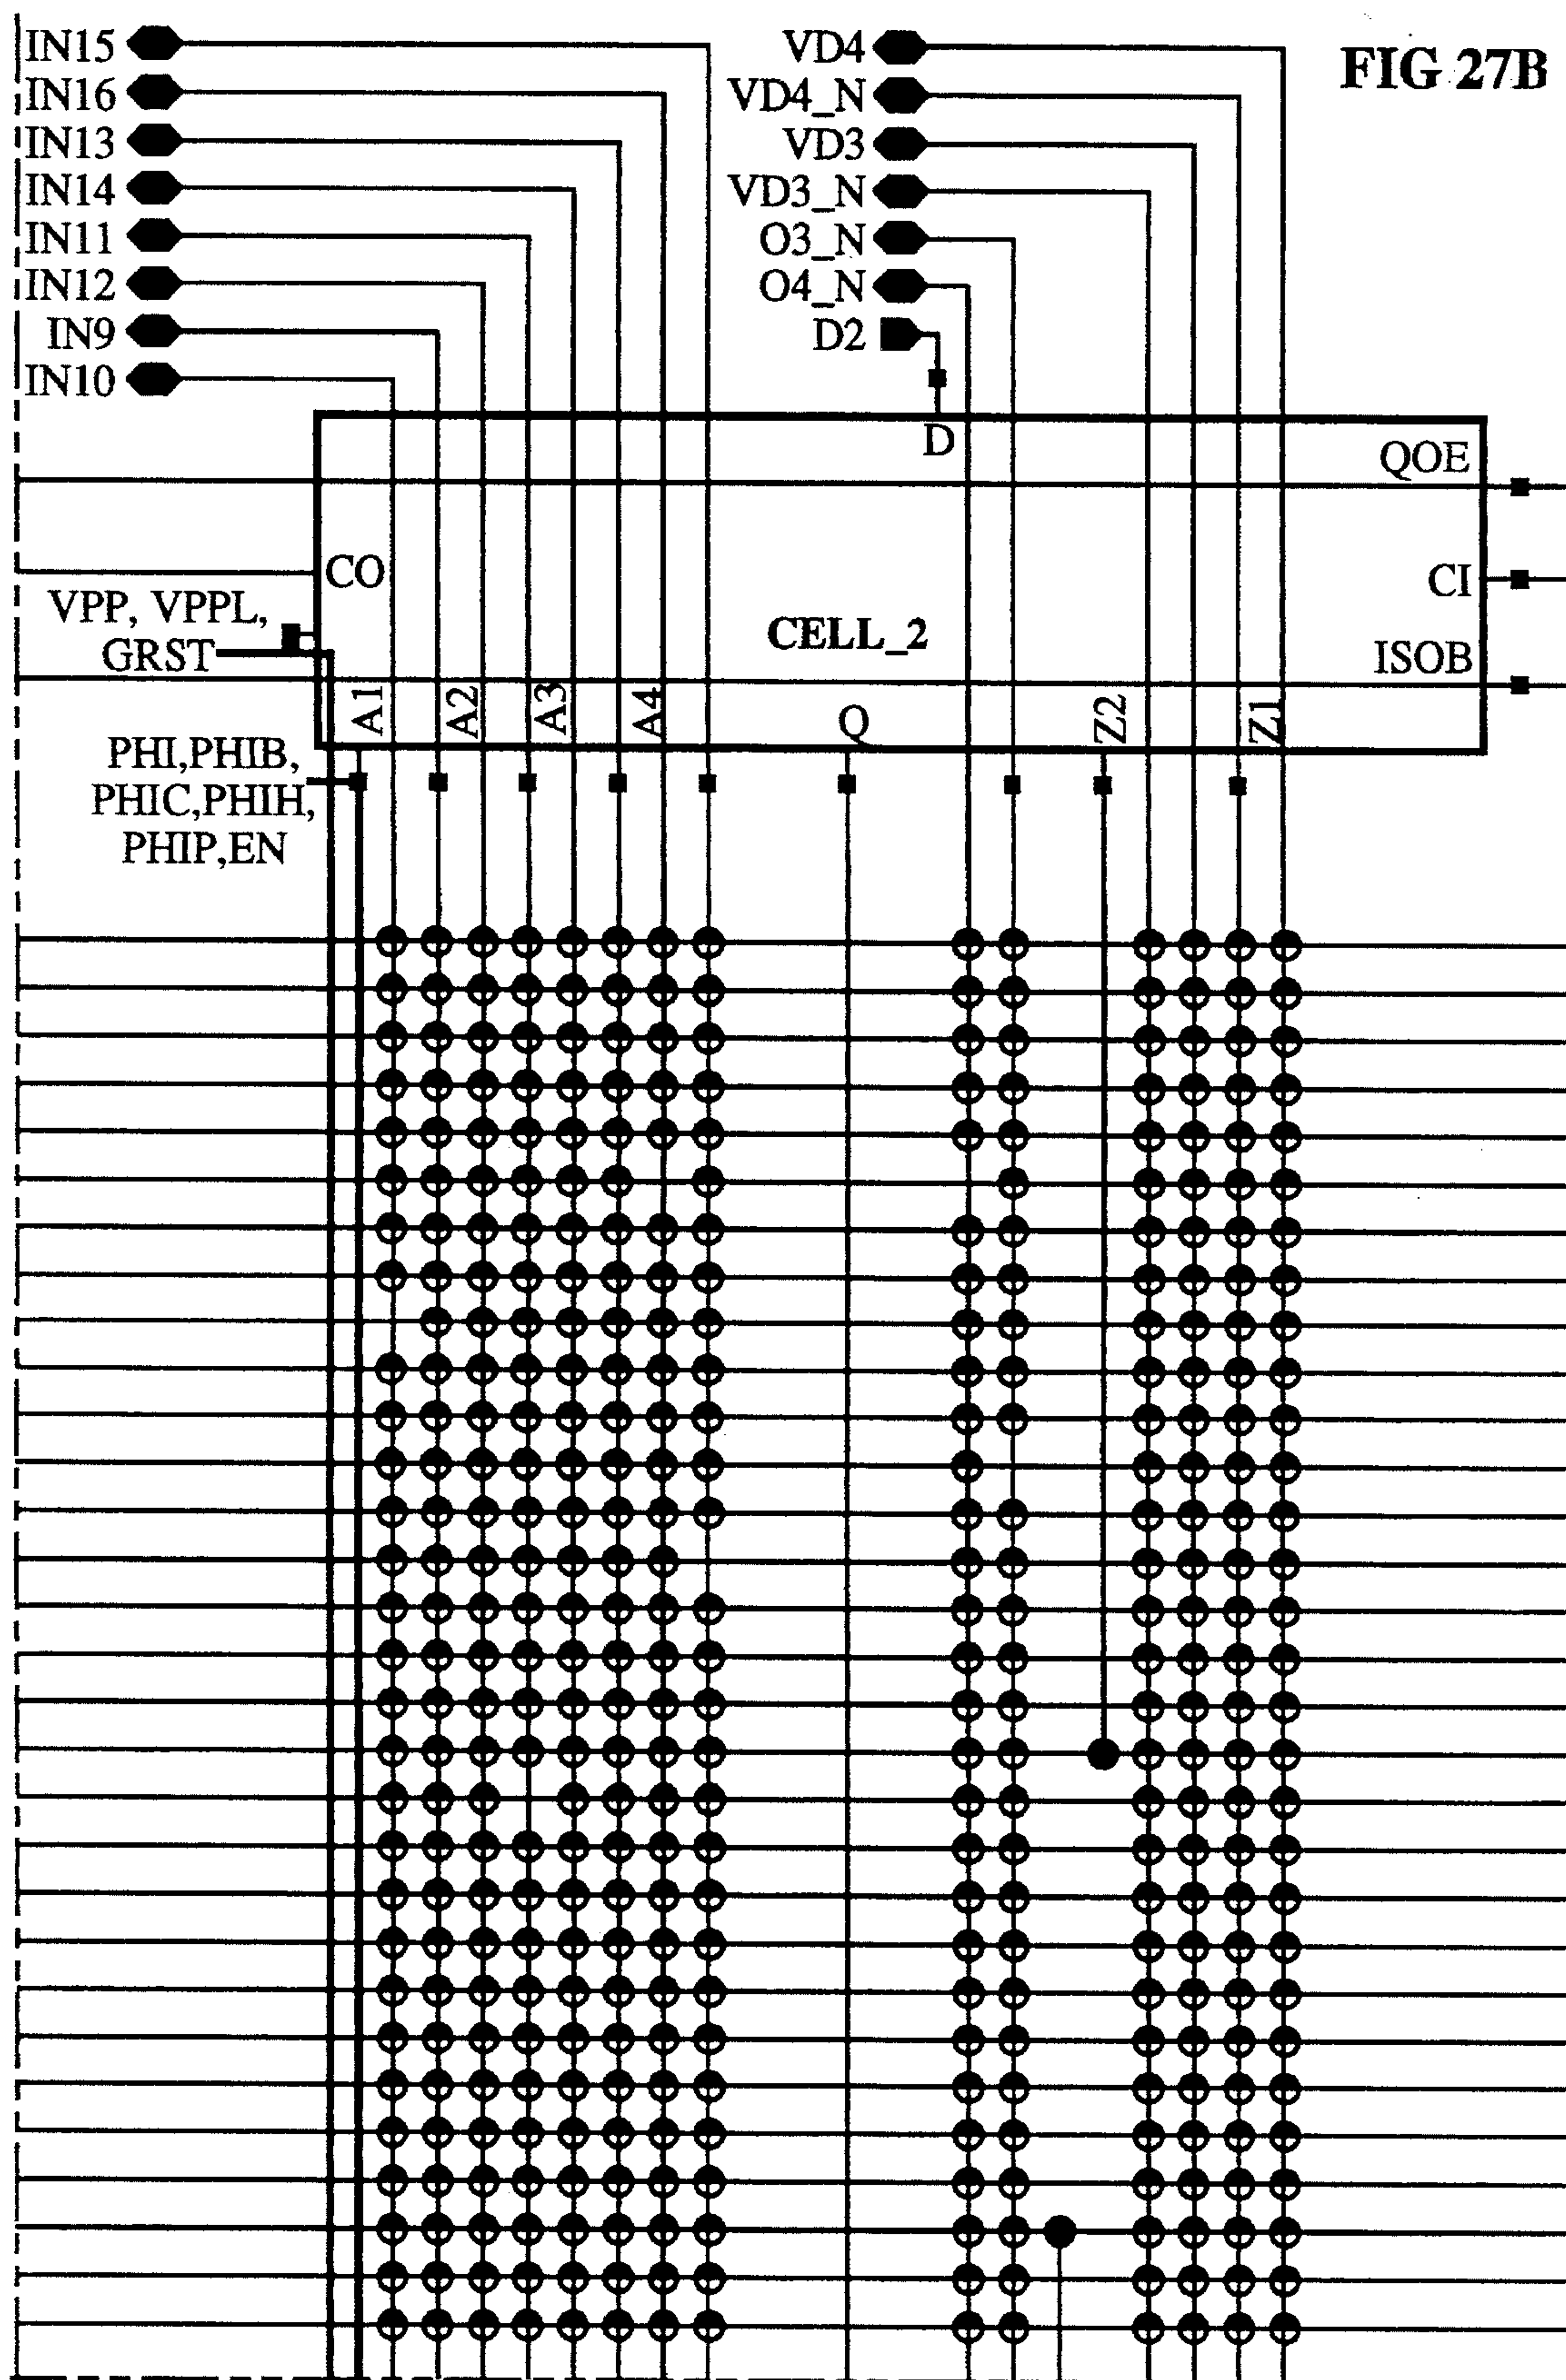 FIG 27B
IN15
IN16
IN13
IN14
IN11
IN12
IN9
IN10
VD4
VD4_N
VD3
VD3_N
O3_N
O4_N
D2
D
QOE
CO
CI
VPP, VPPL,
GRST
CELL_2
ISOB
A1
A2
A3
A4
Q
Z2
Z1
PHI,PHIB,
PHIC,PHIH,
PHIP,EN